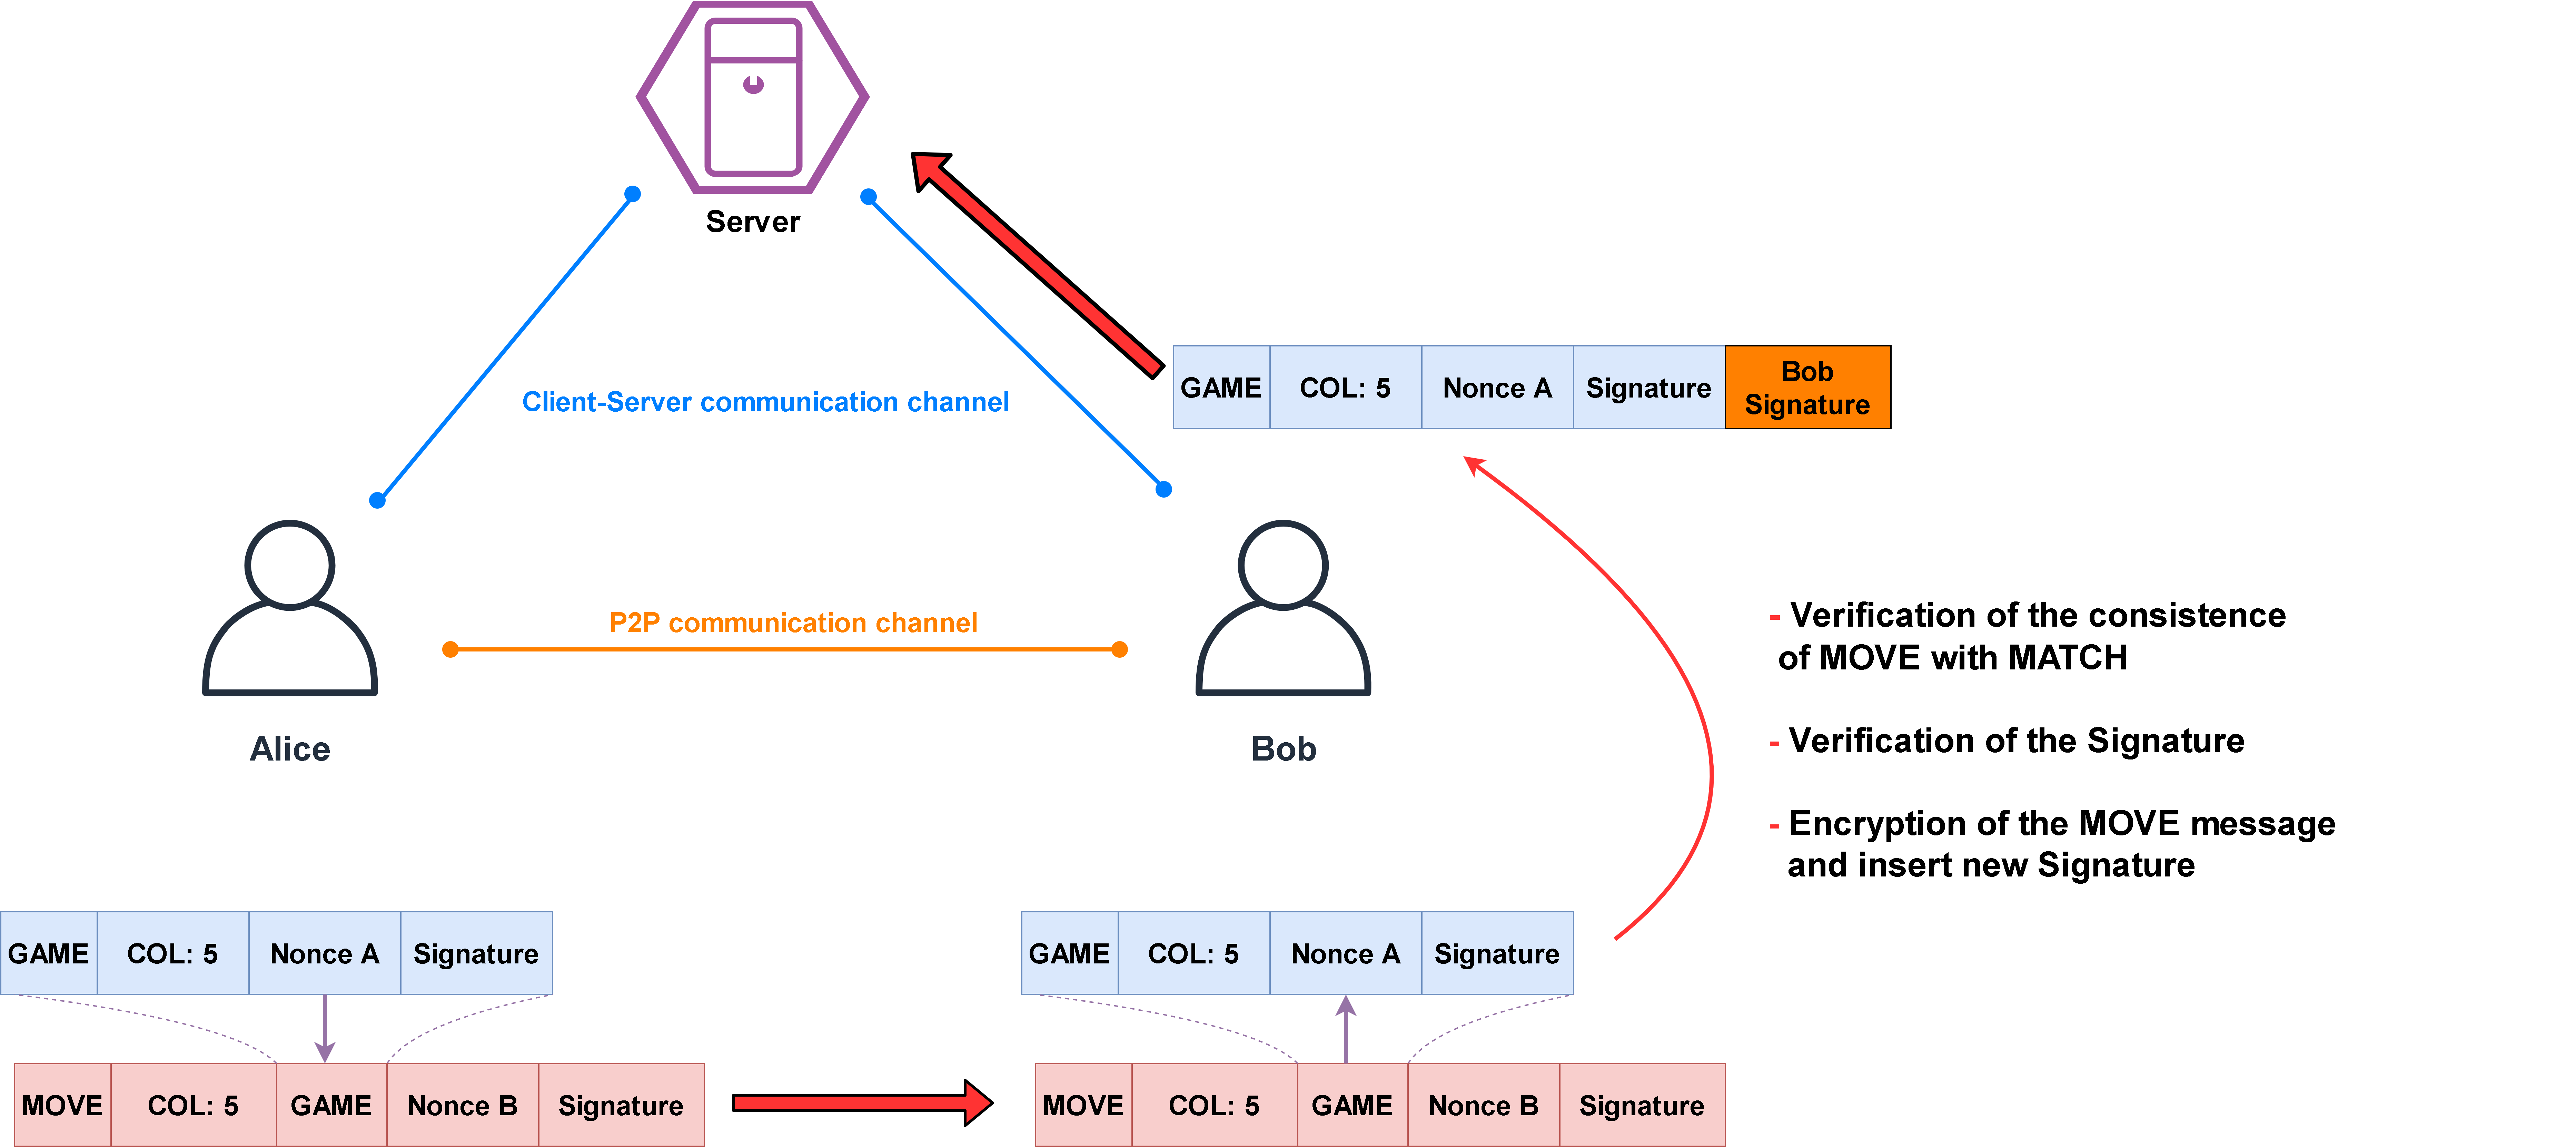 Server
Client-Server communication channel
GAME COL: 5 Nonce A Signature Bob
Signature
P2P communication channel
Alice
Bob
- Verification of the consistence
of MOVE with MATCH
- Verification of the Signature
- Encryption of the MOVE message
and insert new Signature
GAME COL: 5 Nonce A Signature
GAME COL: 5 Nonce A Signature
MOVE COL: 5 GAME Nonce B Signature
MOVE COL: 5 GAME Nonce B Signature